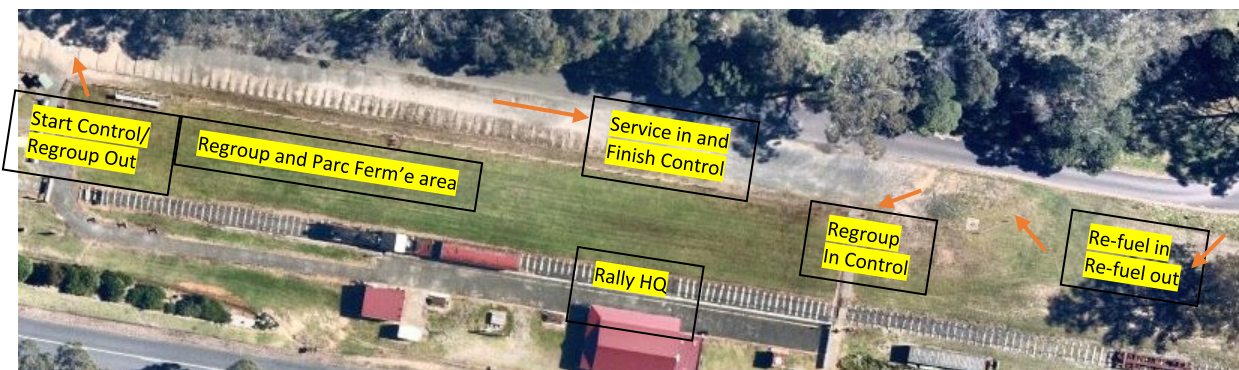 Start Control/
Regroup Out
Regroup and Parc Ferm'e area
Service in and
Finish Control
Regroup
In Control
Re-fuel in
Re-fuel out
Rally HQ